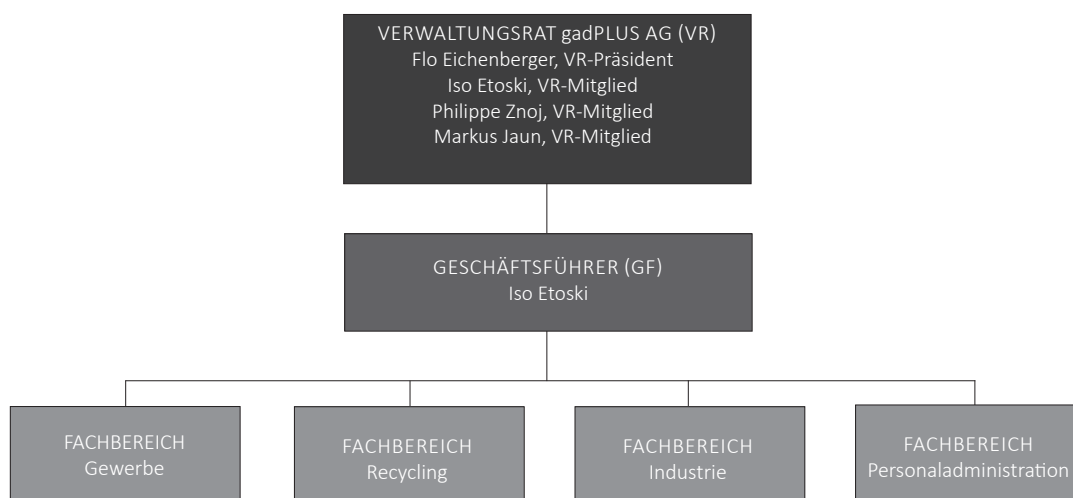 VERWALTUNGSRAT gadPLUS AG (VR)
Flo Eichenberger, VR-Präsident
Iso Etoski, VR-Mitglied
Philippe Znoj, VR-Mitglied
Markus Jaun, VR-Mitglied
GESCHÄFTSFÜHRER (GF)
Iso Etoski
FACHBEREICH
Gewerbe
FACHBEREICH
Recycling
FACHBEREICH
Industrie
FACHBEREICH
Personaladministration